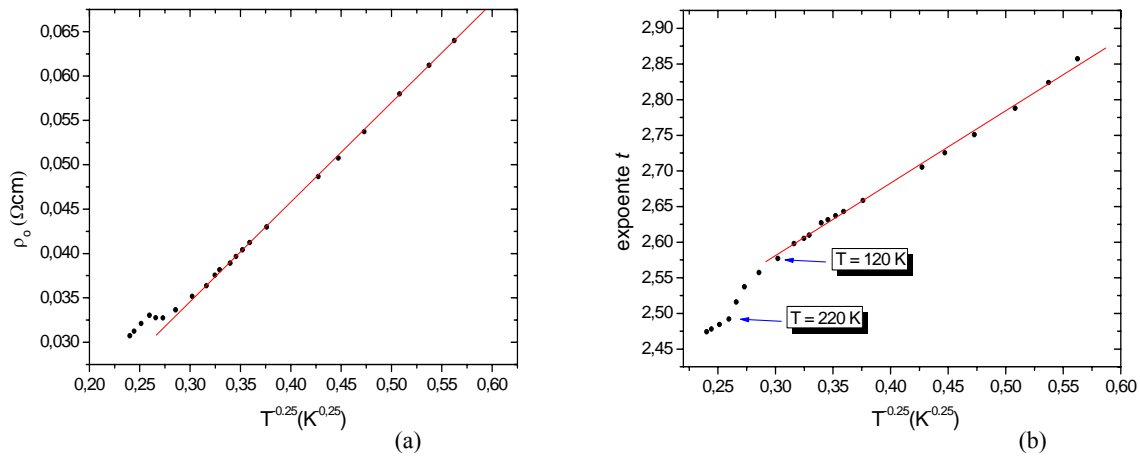 0,065
0,060
0,055
0,050
0,045
0,040
0,035
0,030
ρₒ (Ωcm)
0,20 0,25 0,30 0,35 0,40 0,45 0,50 0,55 0,60
T⁻⁰·²⁵(K⁻⁰,²⁵)
(a)
2,90
2,85
2,80
2,75
2,70
2,65
2,60
2,55
2,50
2,45
expoente t
T = 120 K
T = 220 K
0,25 0,30 0,35 0,40 0,45 0,50 0,55 0,60
T⁻⁰·²⁵(K⁻⁰·²⁵)
(b)